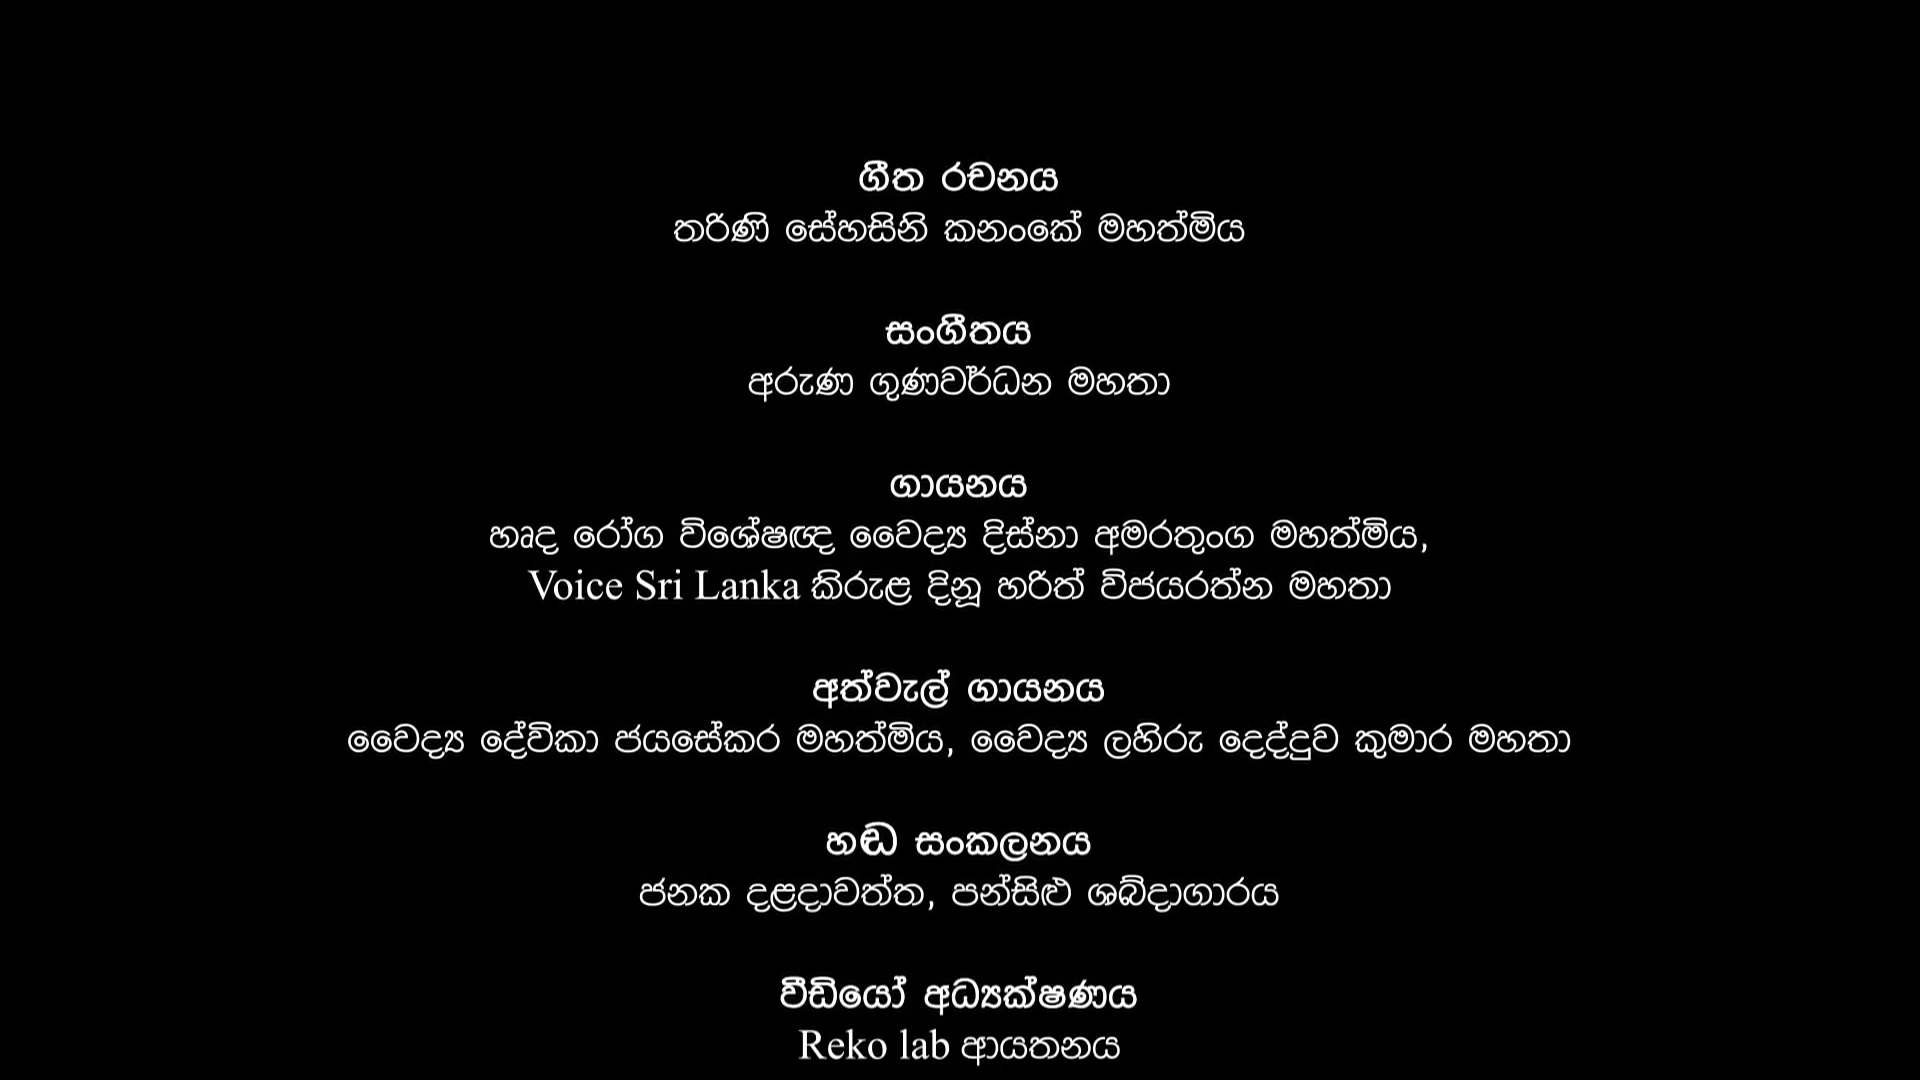 ගීත රචනය
තරිණි සේහසිනි කනංකේ මහත්මිය
සංගීතය
අරුණ ගුණවර්ධන මහතා
ගායනය
හෘද රෝග විශේෂඥ වෛද්‍ය දිස්නා අමරතුංග මහත්මිය,
Voice Sri Lanka කිරුළ දිනූ හරිත් විජයරත්න මහතා
අත්වැල් ගායනය
වෛද්‍ය දේවිකා ජයසේකර මහත්මිය, වෛද්‍ය ලහිරු දෙද්දුව කුමාර මහතා
හඬ සංකලනය
ජනක දළදාවත්ත, පන්සිළු ශබ්දාගාරය
වීඩියෝ අධ්‍යක්ෂණය
Reko lab ආයතනය